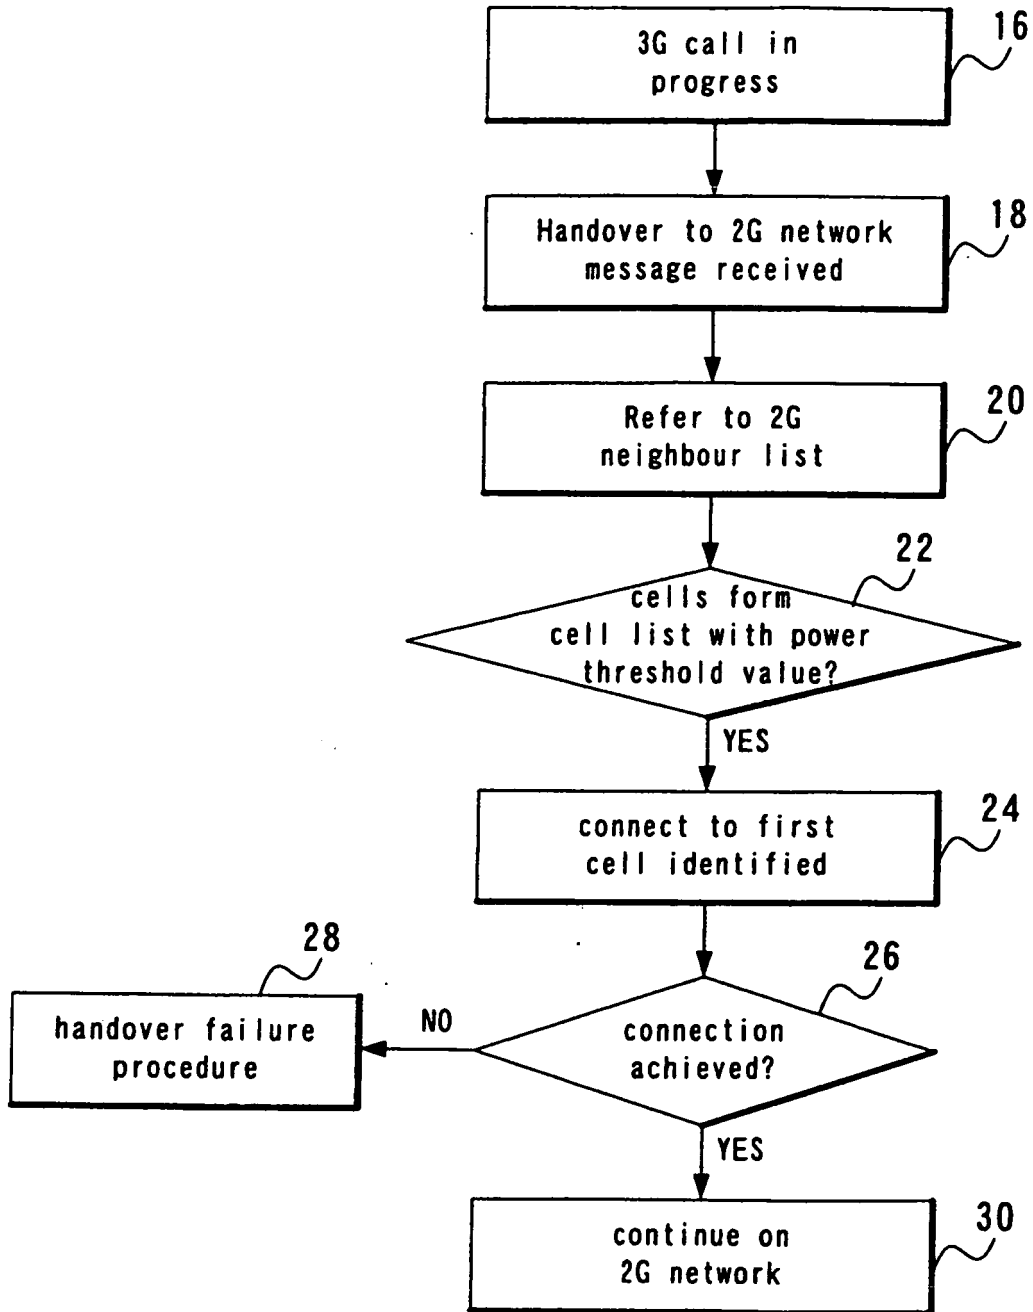 3G call in
progress
16
Handover to 2G network
message received
18
Refer to 2G
neighbour list
20
22
cells form
cell list with power
threshold value?
YES
connect to first
cell identified
24
28
handover failure
procedure
NO
26
connection
achieved?
YES
continue on
2G network
30